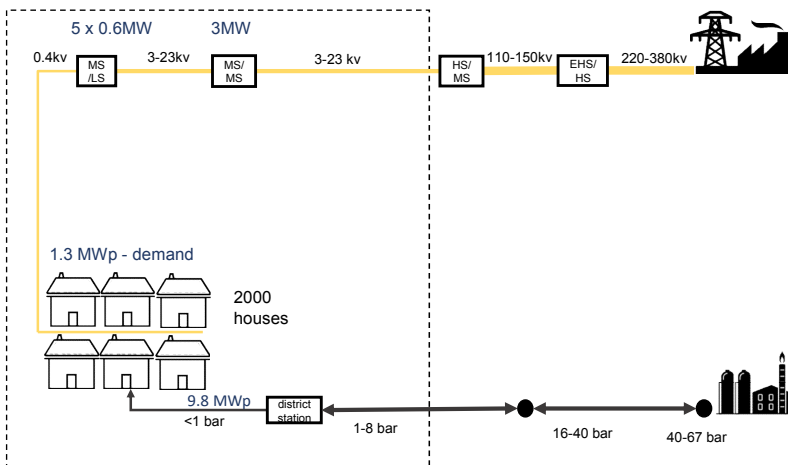 5 x 0.6MW
3MW
0.4kv
MS
/LS
3-23kv
MS/
MS
3-23 kv
HS/
MS
110-150kv
EHS/
HS
220-380kv
1.3 MWp - demand
2000
houses
9.8 MWp
<1 bar
district
station
1-8 bar
16-40 bar
40-67 bar